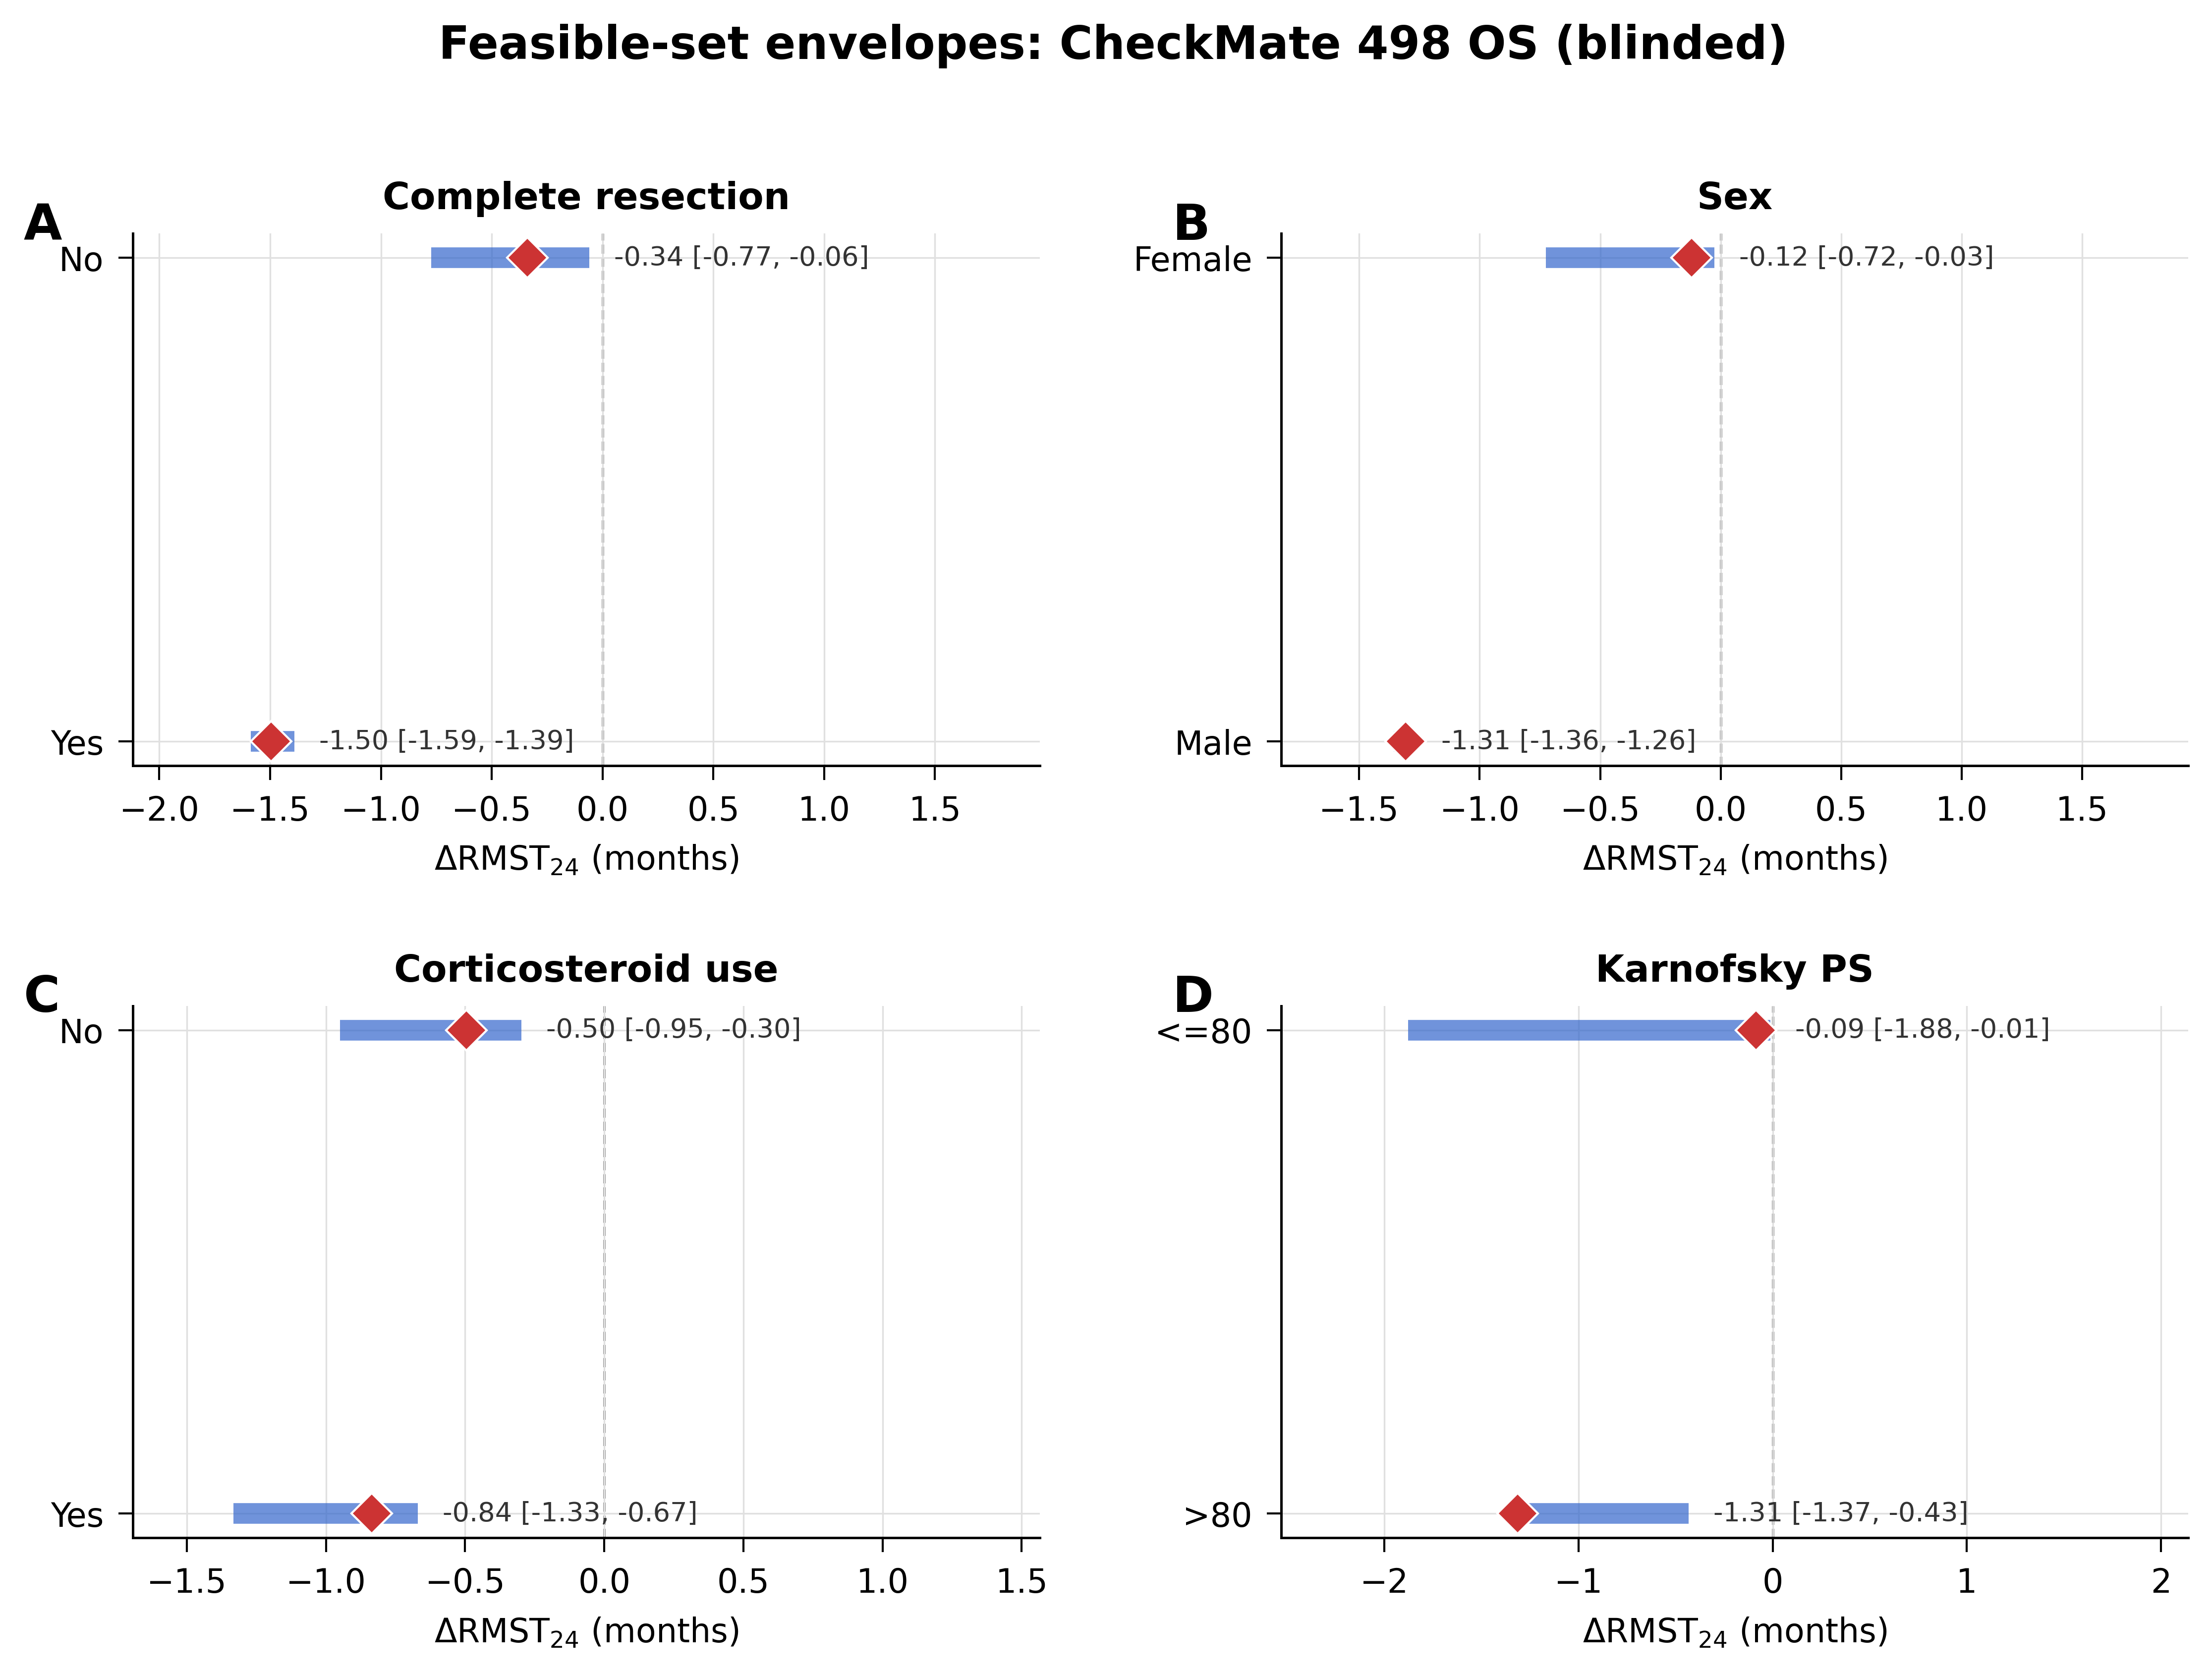 Feasible-set envelopes: CheckMate 498 OS (blinded)
A
Complete resection
No
-0.34 [-0.77, -0.06]
Yes
-1.50 [-1.59, -1.39]
−2.0 −1.5 −1.0 −0.5 0.0 0.5 1.0 1.5
ΔRMST₂₄ (months)
B
Sex
Female
-0.12 [-0.72, -0.03]
Male
-1.31 [-1.36, -1.26]
−1.5 −1.0 −0.5 0.0 0.5 1.0 1.5
ΔRMST₂₄ (months)
C
Corticosteroid use
No
-0.50 [-0.95, -0.30]
Yes
-0.84 [-1.33, -0.67]
−1.5 −1.0 −0.5 0.0 0.5 1.0 1.5
ΔRMST₂₄ (months)
D
Karnofsky PS
<=80
-0.09 [-1.88, -0.01]
>80
-1.31 [-1.37, -0.43]
−2 −1 0 1 2
ΔRMST₂₄ (months)